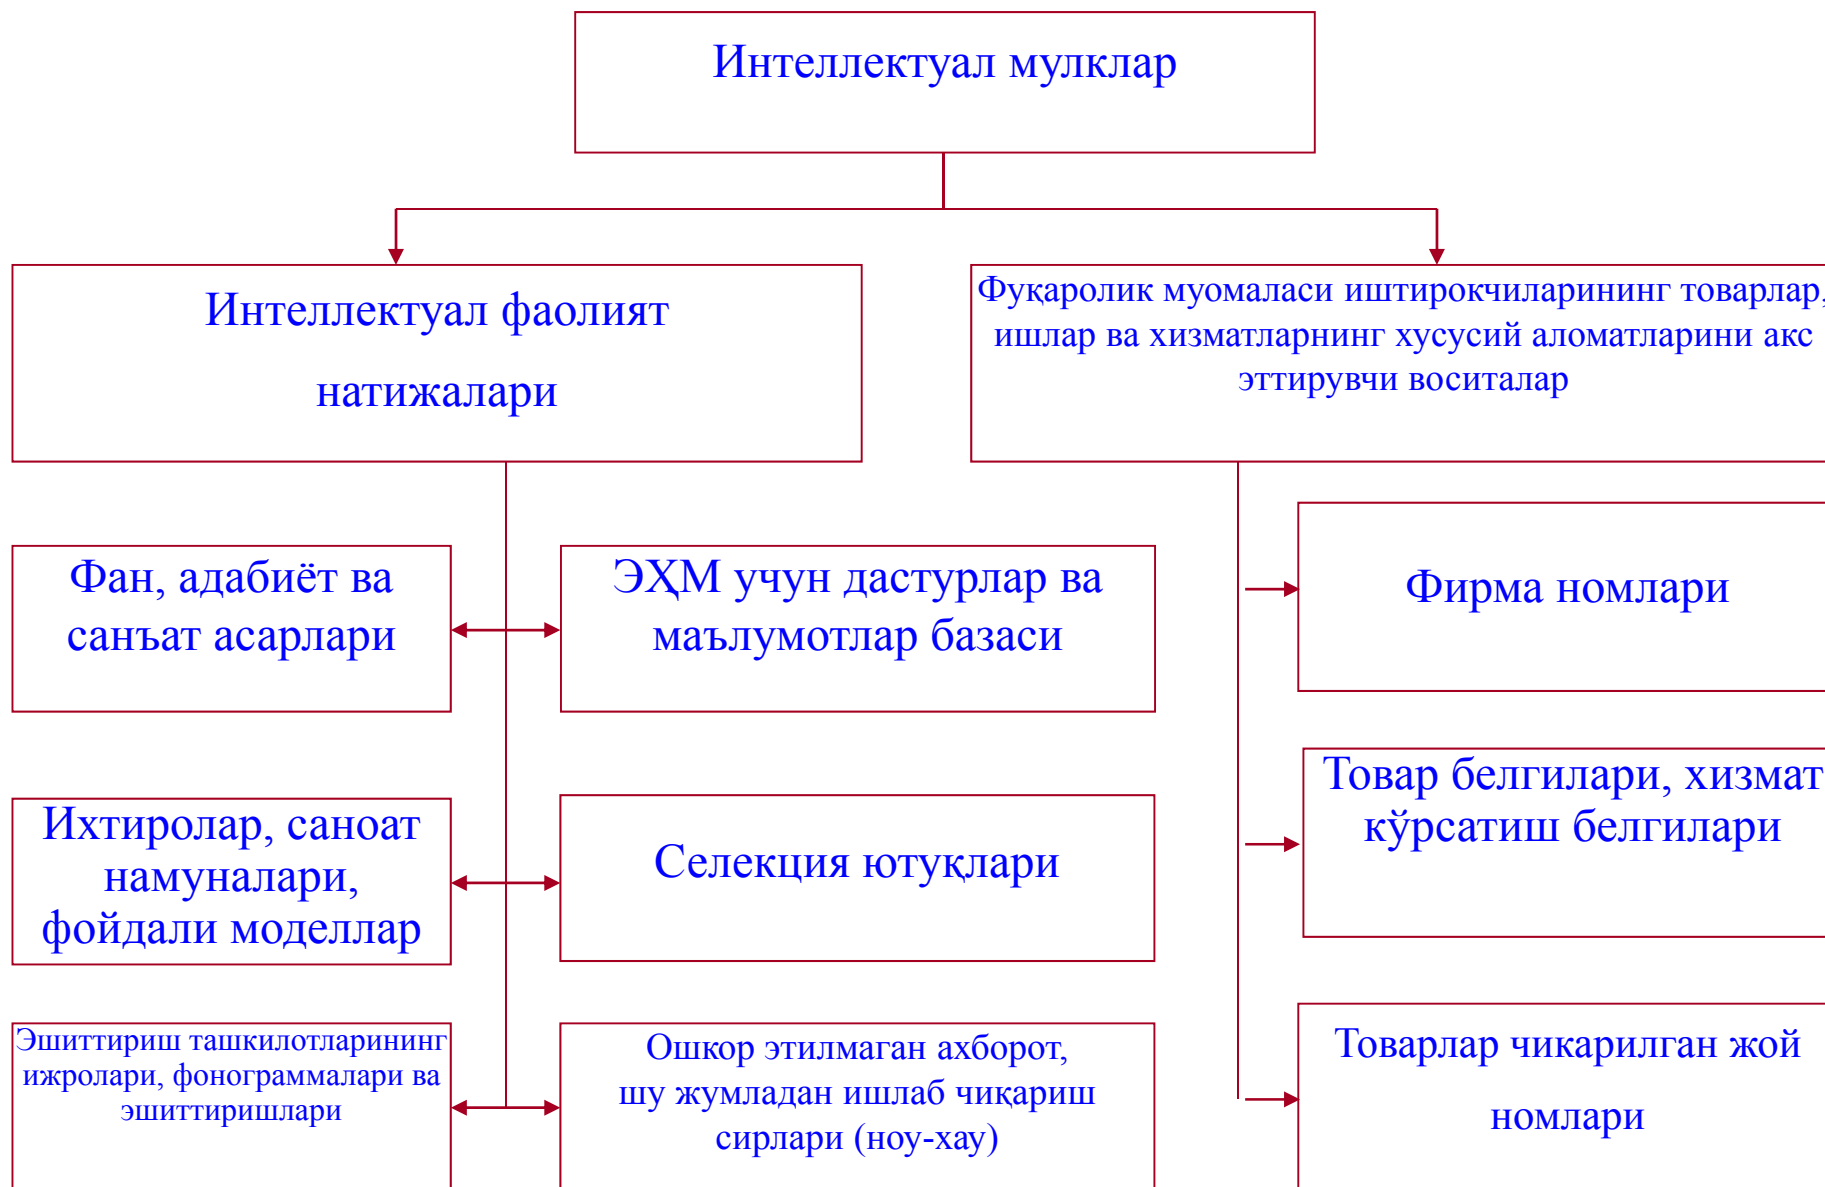 Интеллектуал мулклар
Интеллектуал фаолият
натижалари
Фуқаролик муомаласи иштирокчиларининг товарлар,
ишлар ва хизматларнинг хусусий аломатларини акс
эттирувчи воситалар
Фан, адабиёт ва
санъат асарлари
ЭҲМ учун дастурлар ва
маълумотлар базаси
Фирма номлари
Ихтиролар, саноат
намуналари,
фойдали моделлар
Селекция ютуқлари
Товар белгилари, хизмат
кўрсатиш белгилари
Эшиттириш ташкилотларининг
ижролари, фонограммалари ва
эшиттиришлари
Ошкор этилмаган ахборот,
шу жумладан ишлаб чиқариш
сирлари (ноу-хау)
Товарлар чикарилган жой
номлари